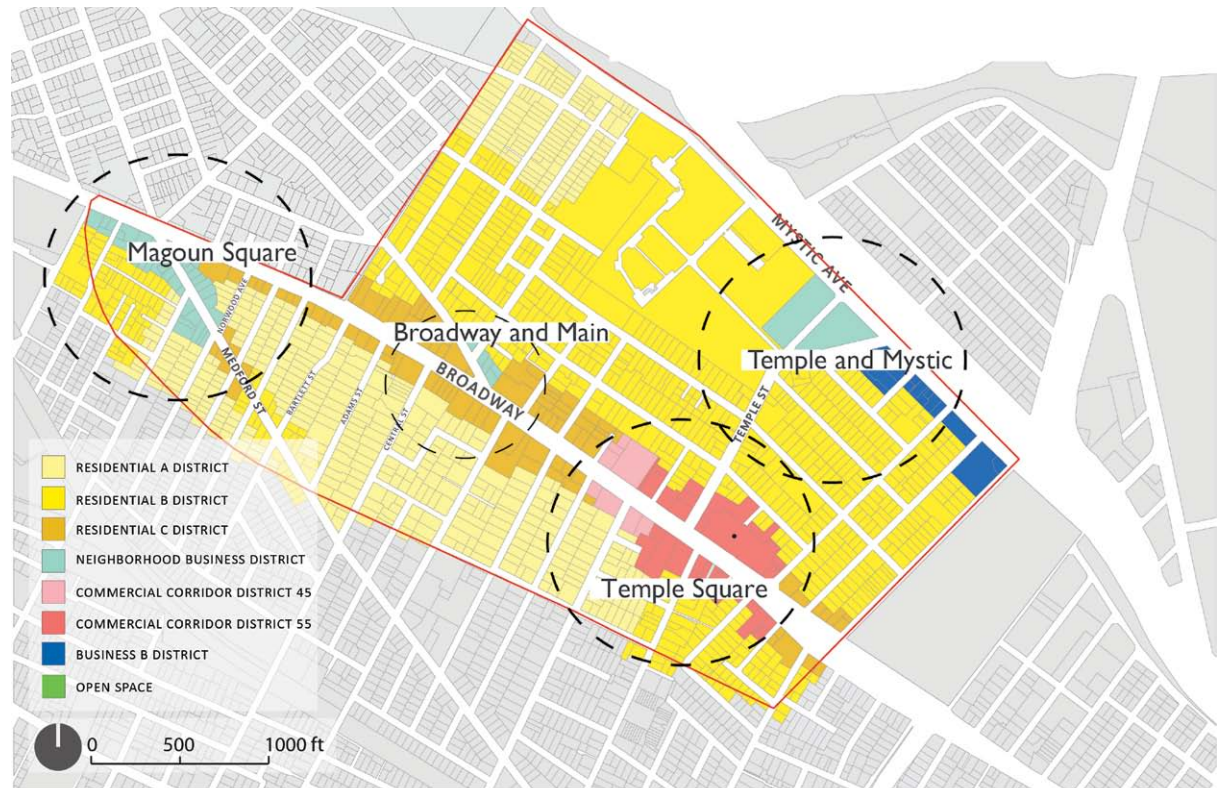 MYSTIC AVE
Magoun Square
NORWOOD AVE
Broadway and Main
Temple and Mystic
MEDFORD ST
BARTLETT ST
ADAMS ST
CENTRAL ST
BROADWAY
TEMPLE ST
Temple Square
RESIDENTIAL A DISTRICT
RESIDENTIAL B DISTRICT
RESIDENTIAL C DISTRICT
NEIGHBORHOOD BUSINESS DISTRICT
COMMERCIAL CORRIDOR DISTRICT 45
COMMERCIAL CORRIDOR DISTRICT 55
BUSINESS B DISTRICT
OPEN SPACE
0 500 1000 ft